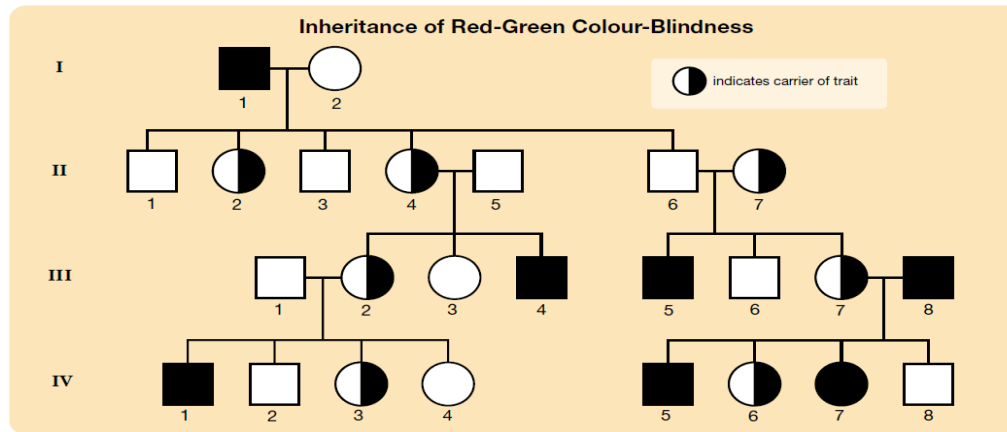 Inheritance of Red-Green Colour-Blindness
I
indicates carrier of trait
1 2
II
1 2 3 4 5 6 7
III
1 2 3 4 5 6 7 8
IV
1 2 3 4 5 6 7 8